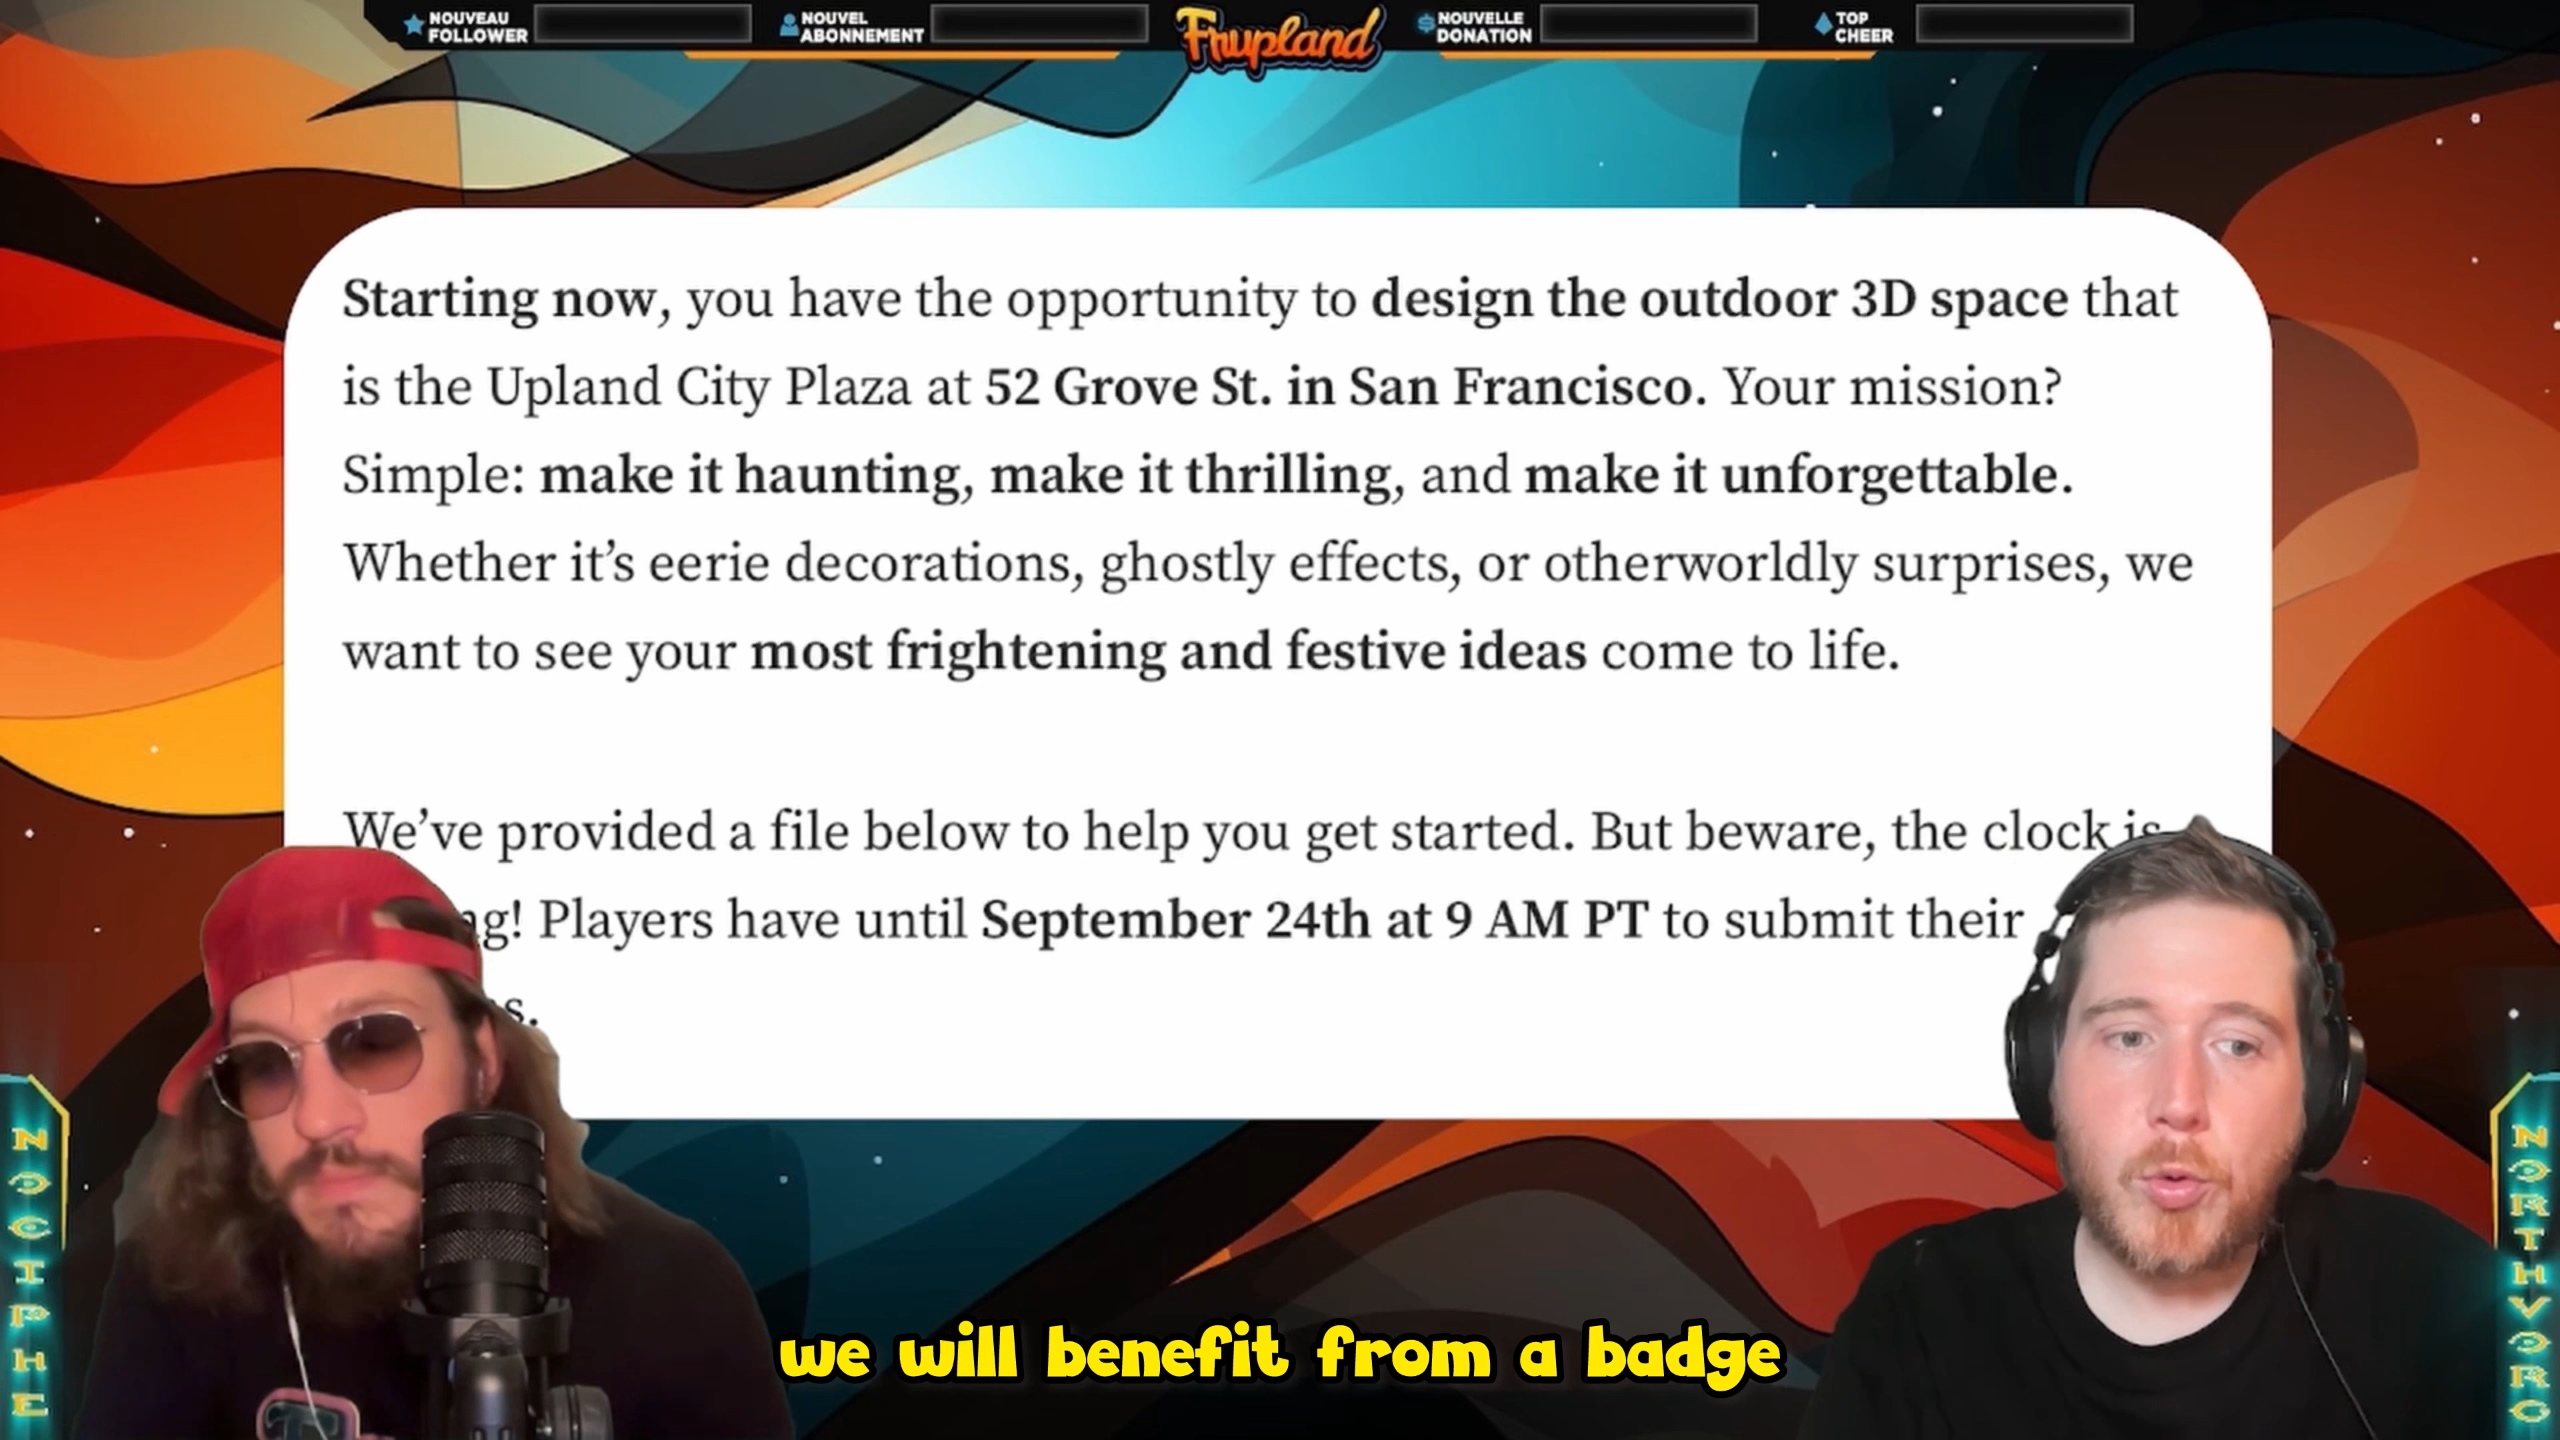 NOUVEAU FOLLOWER
NOUVEL ABONNEMENT
Frupland
NOUVELLE DONATION
TOP CHEER
Starting now, you have the opportunity to design the outdoor 3D space that
is the Upland City Plaza at 52 Grove St. in San Francisco. Your mission?
Simple: make it haunting, make it thrilling, and make it unforgettable.
Whether it’s eerie decorations, ghostly effects, or otherworldly surprises, we
want to see your most frightening and festive ideas come to life.
We’ve provided a file below to help you get started. But beware, the clock is
Players have until September 24th at 9 AM PT to submit their
NOCIPHE
NORTHVORC
we will benefit from a badge